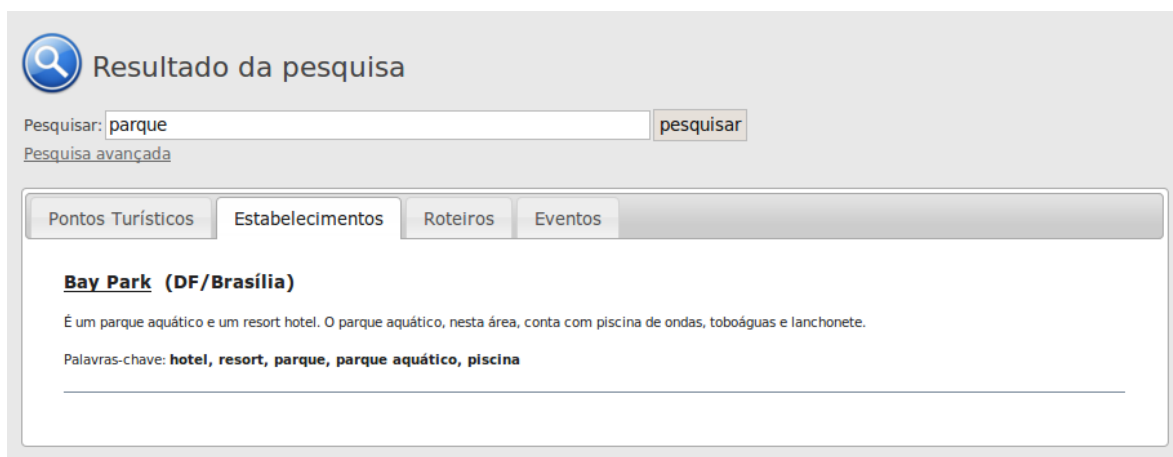 Resultado da pesquisa
Pesquisar: parque pesquisar
Pesquisa avançada
Pontos Turísticos Estabelecimentos Roteiros Eventos
Bay Park (DF/Brasília)
É um parque aquático e um resort hotel. O parque aquático, nesta área, conta com piscina de ondas, toboáguas e lanchonete.
Palavras-chave: hotel, resort, parque, parque aquático, piscina